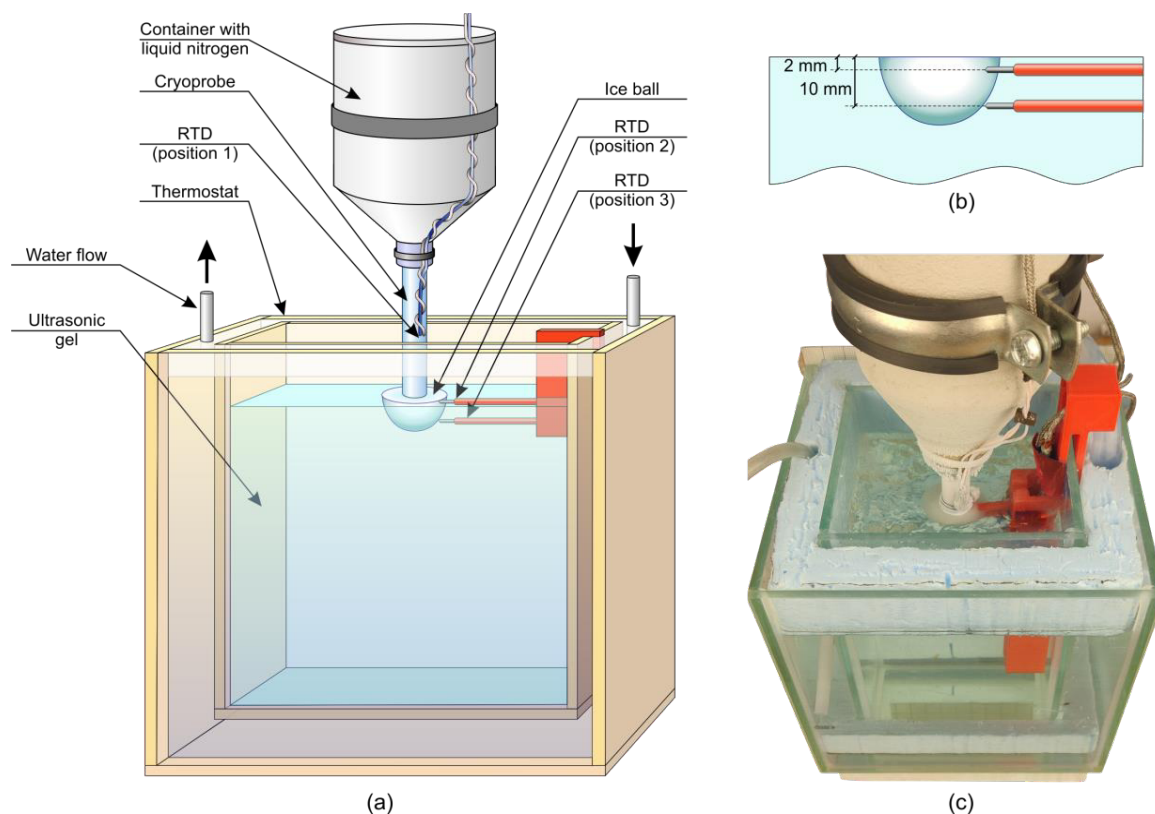 Container with
liquid nitrogen
Cryoprobe
RTD
(position 1)
Thermostat
Water flow
Ultrasonic
gel
Ice ball
RTD
(position 2)
RTD
(position 3)
(a)
2 mm
10 mm
(b)
(c)